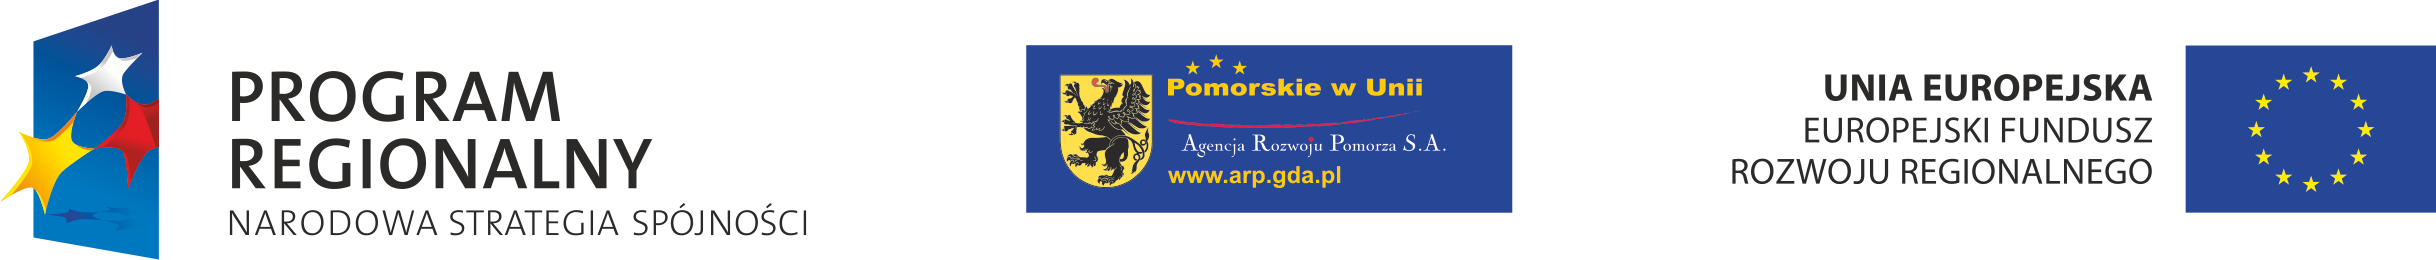 PROGRAM
REGIONALNY
NARODOWA STRATEGIA SPÓJNOŚCI
Pomorskie w Unii
Agencja Rozwoju Pomorza S.A.
www.arp.gda.pl
UNIA EUROPEJSKA
EUROPEJSKI FUNDUSZ
ROZWOJU REGIONALNEGO